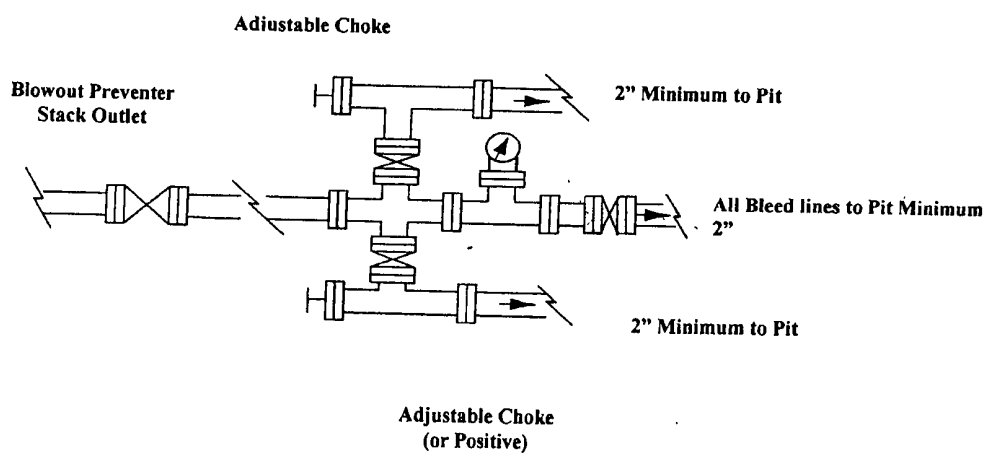 Adiustable Choke
Blowout Preventer
Stack Outlet
2” Minimum to Pit
All Bleed lines to Pit Minimum
2”
2” Minimum to Pit
Adjustable Choke
(or Positive)